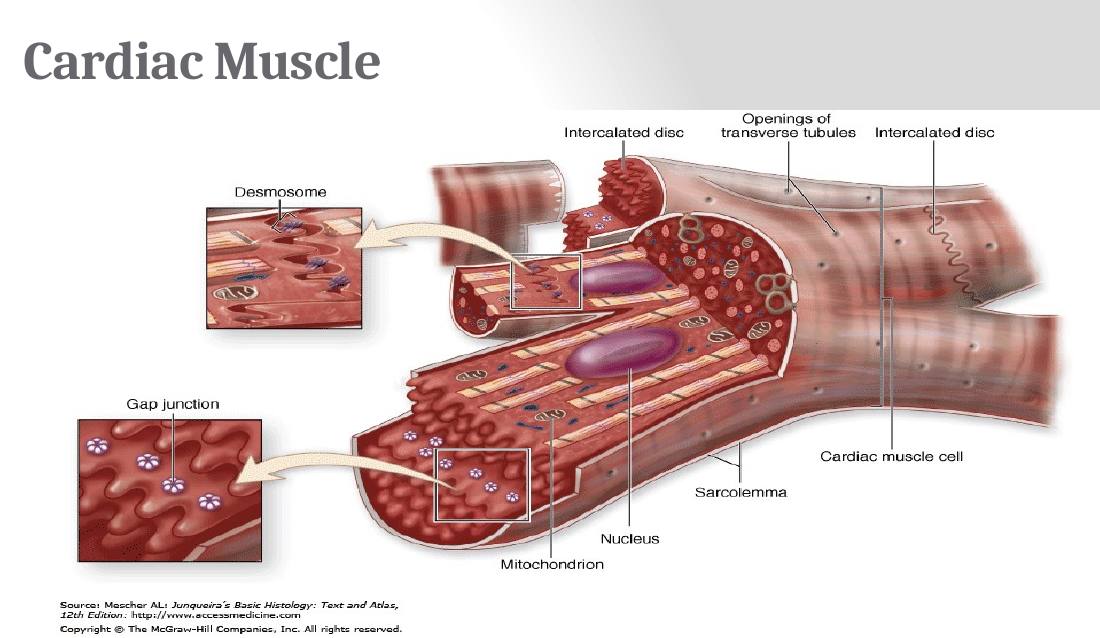 Cardiac Muscle
Openings of
transverse tubules
Intercalated disc
Intercalated disc
Desmosome
Gap junction
Cardiac muscle cell
Sarcolemma
Nucleus
Mitochondrion
Source: Mescher AL: Junqueira's Basic Histology: Text and Atlas,
12th Edition: http://www.accessmedicine.com
Copyright © The McGraw-Hill Companies, Inc. All rights reserved.